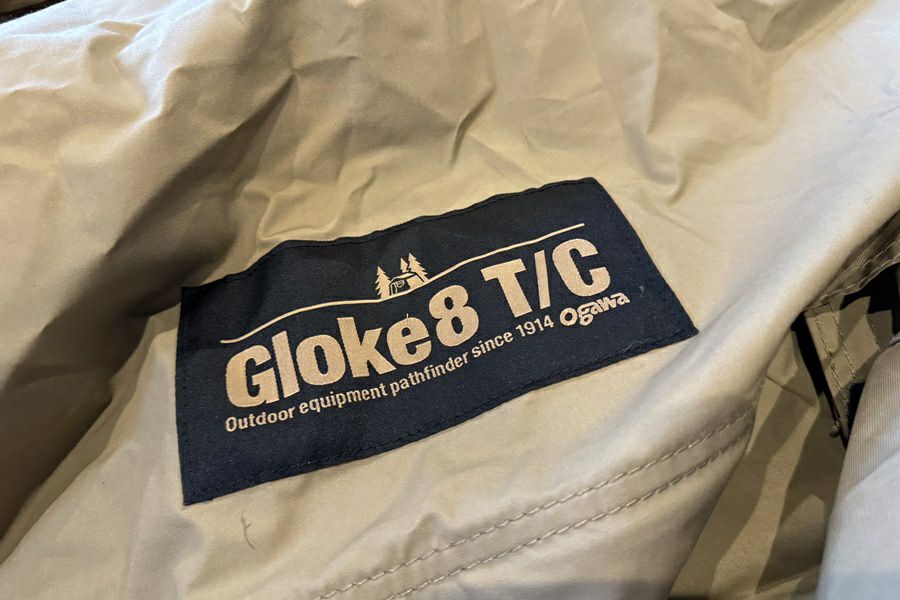 Gloke8 T/C
Outdoor equipment pathfinder since 1914 ogawa